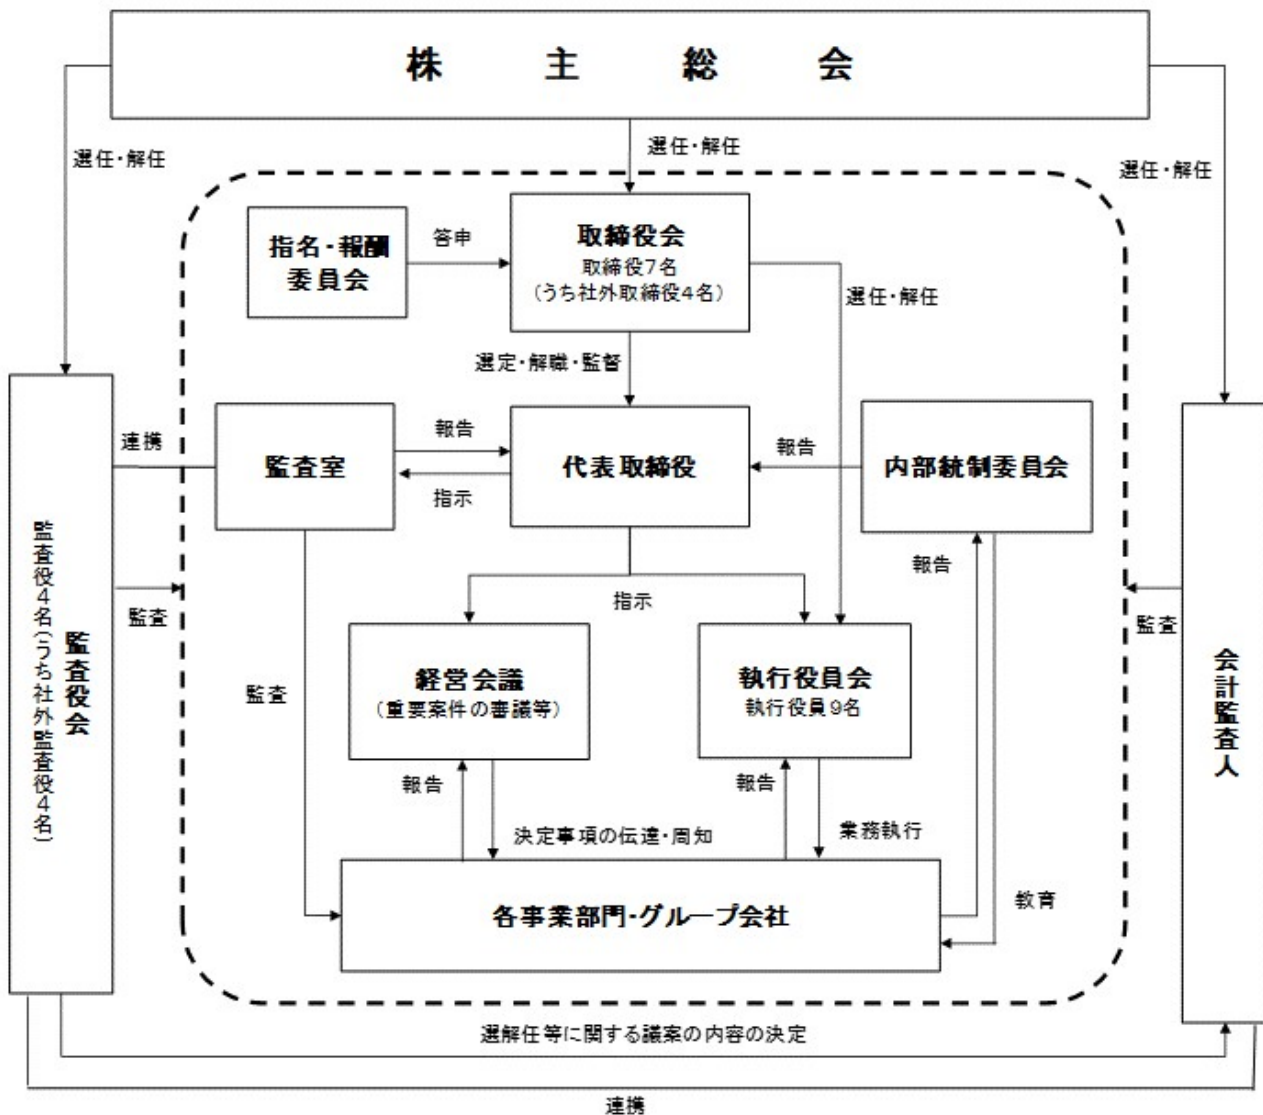 株主総会
選任・解任
選任・解任
選任・解任
指名・報酬
委員会
答申
取締役会
取締役7名
(うち社外取締役4名)
選任・解任
選定・解職・監督
連携
監査室
報告
指示
代表取締役
報告
内部統制委員会
監査役会
監査役4名(うち社外監査役4名)
監査
指示
報告
監査
会計監査人
監査
経営会議
(重要案件の審議等)
執行役員会
執行役員9名
報告
決定事項の伝達・周知
報告
業務執行
各事業部門・グループ会社
教育
選解任等に関する議案の内容の決定
連携